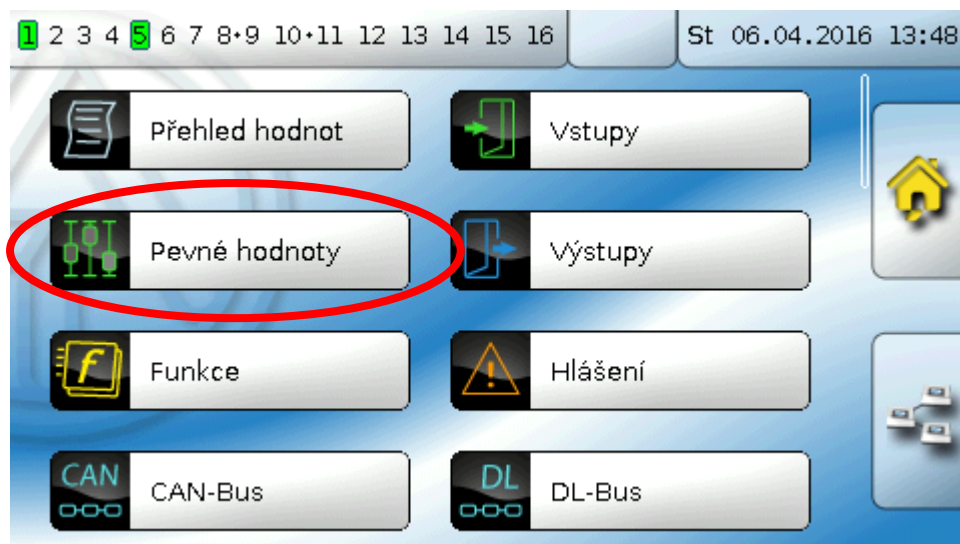 1 2 3 4 5 6 7 8•9 10•11 12 13 14 15 16 St 06.04.2016 13:48
Přehled hodnot Vstupy
Pevné hodnoty Výstupy
f Funkce Hlášení
CAN CAN-Bus DL DL-Bus